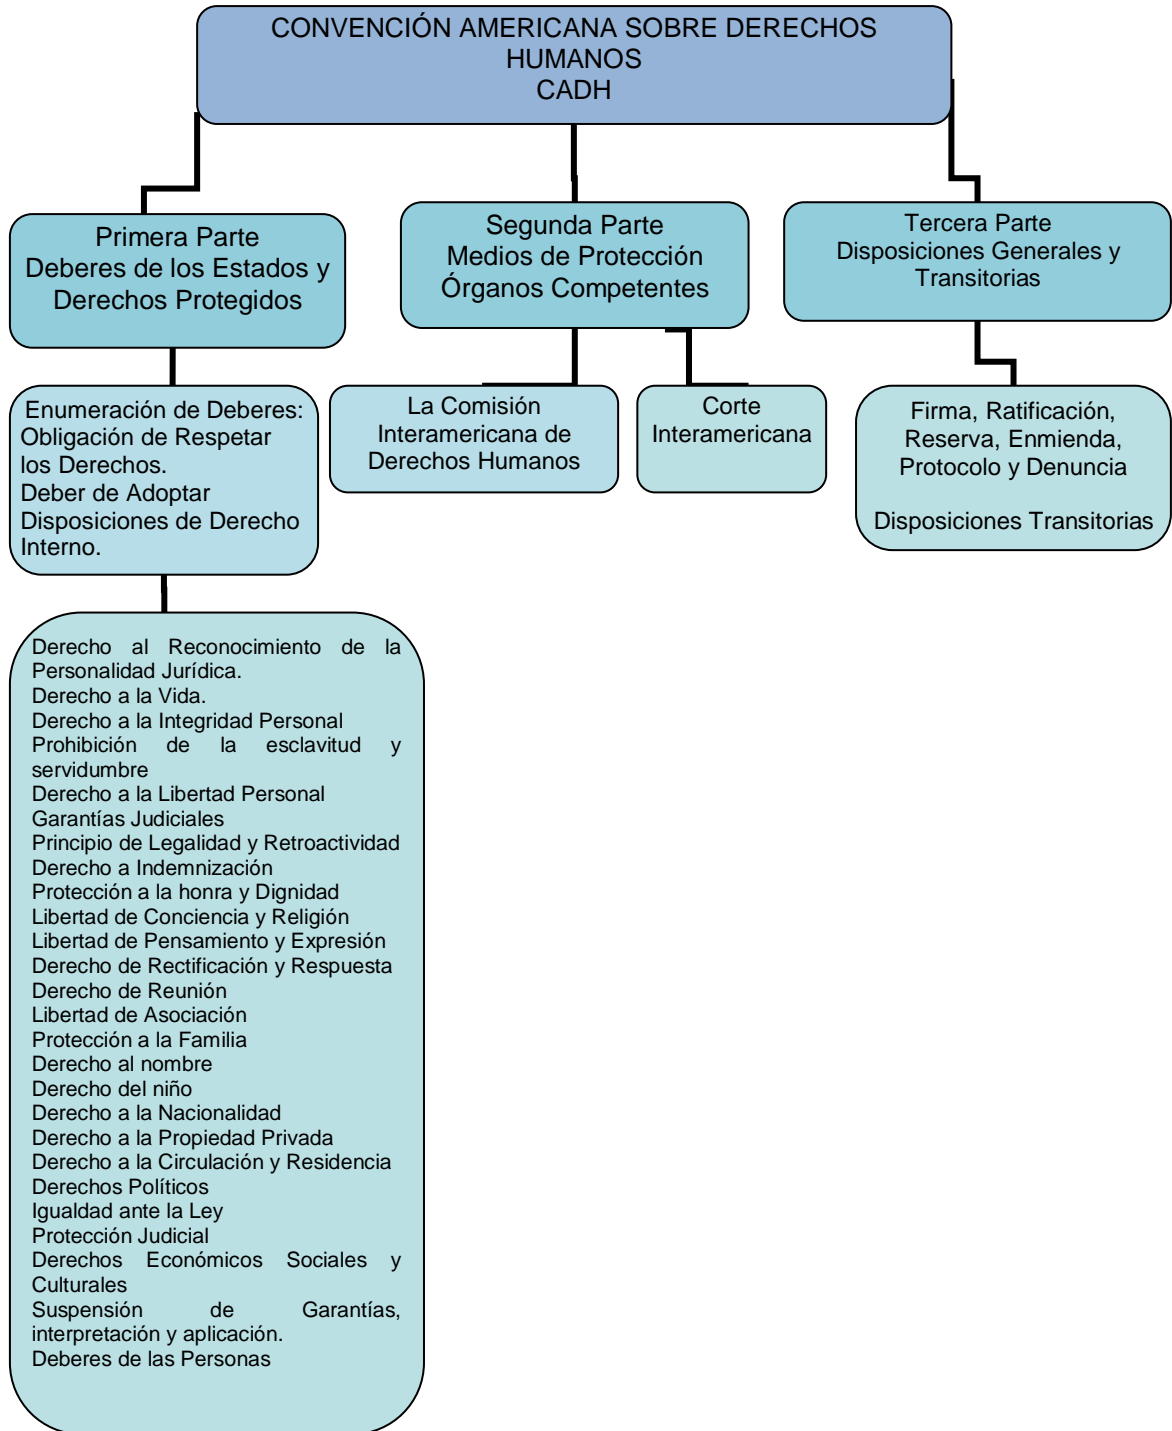 CONVENCIÓN AMERICANA SOBRE DERECHOS
HUMANOS
CADH
Primera Parte
Deberes de los Estados y
Derechos Protegidos
Segunda Parte
Medios de Protección
Órganos Competentes
Tercera Parte
Disposiciones Generales y
Transitorias
Enumeración de Deberes:
Obligación de Respetar
los Derechos.
Deber de Adoptar
Disposiciones de Derecho
Interno.
La Comisión
Interamericana de
Derechos Humanos
Corte
Interamericana
Firma, Ratificación,
Reserva, Enmienda,
Protocolo y Denuncia
Disposiciones Transitorias
Derecho al Reconocimiento de la
Personalidad Jurídica.
Derecho a la Vida.
Derecho a la Integridad Personal
Prohibición de la esclavitud y
servidumbre
Derecho a la Libertad Personal
Garantías Judiciales
Principio de Legalidad y Retroactividad
Derecho a Indemnización
Protección a la honra y Dignidad
Libertad de Conciencia y Religión
Libertad de Pensamiento y Expresión
Derecho de Rectificación y Respuesta
Derecho de Reunión
Libertad de Asociación
Protección a la Familia
Derecho al nombre
Derecho del niño
Derecho a la Nacionalidad
Derecho a la Propiedad Privada
Derecho a la Circulación y Residencia
Derechos Políticos
Igualdad ante la Ley
Protección Judicial
Derechos Económicos Sociales y
Culturales
Suspensión de Garantías,
interpretación y aplicación.
Deberes de las Personas